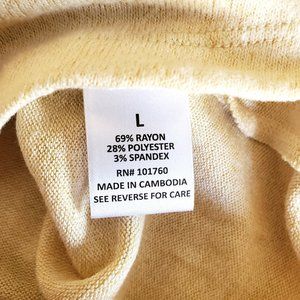 L
69% RAYON
28% POLYESTER
3% SPANDEX
RN# 101760
MADE IN CAMBODIA
SEE REVERSE FOR CARE